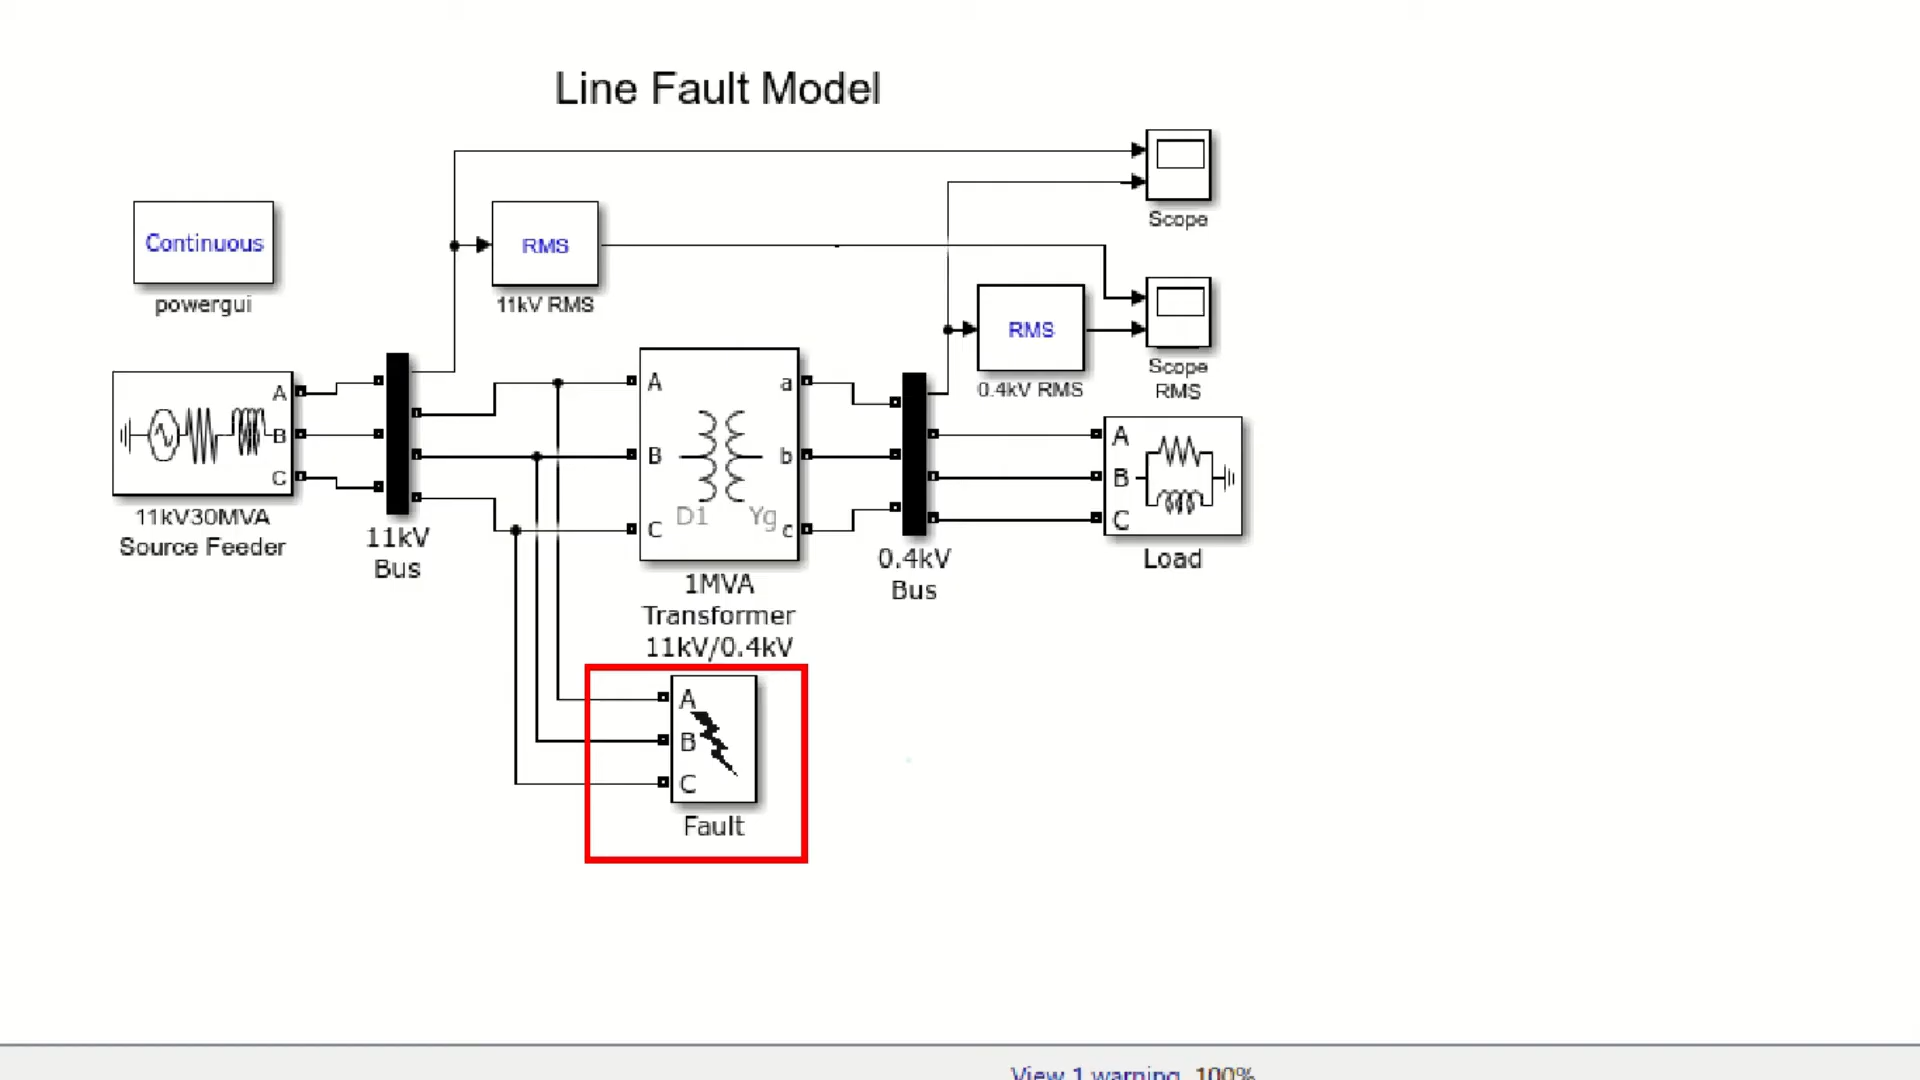 Line Fault Model
Scope
Continuous
powergui
RMS
11kV RMS
RMS
0.4kV RMS
Scope
RMS
A
B
C
11kV30MVA
Source Feeder
11kV
Bus
A
B
C
a
b
c
D1
Yg
1MVA
Transformer
11kV/0.4kV
0.4kV
Bus
A
B
C
Load
A
B
C
Fault
View 1 warning 100%